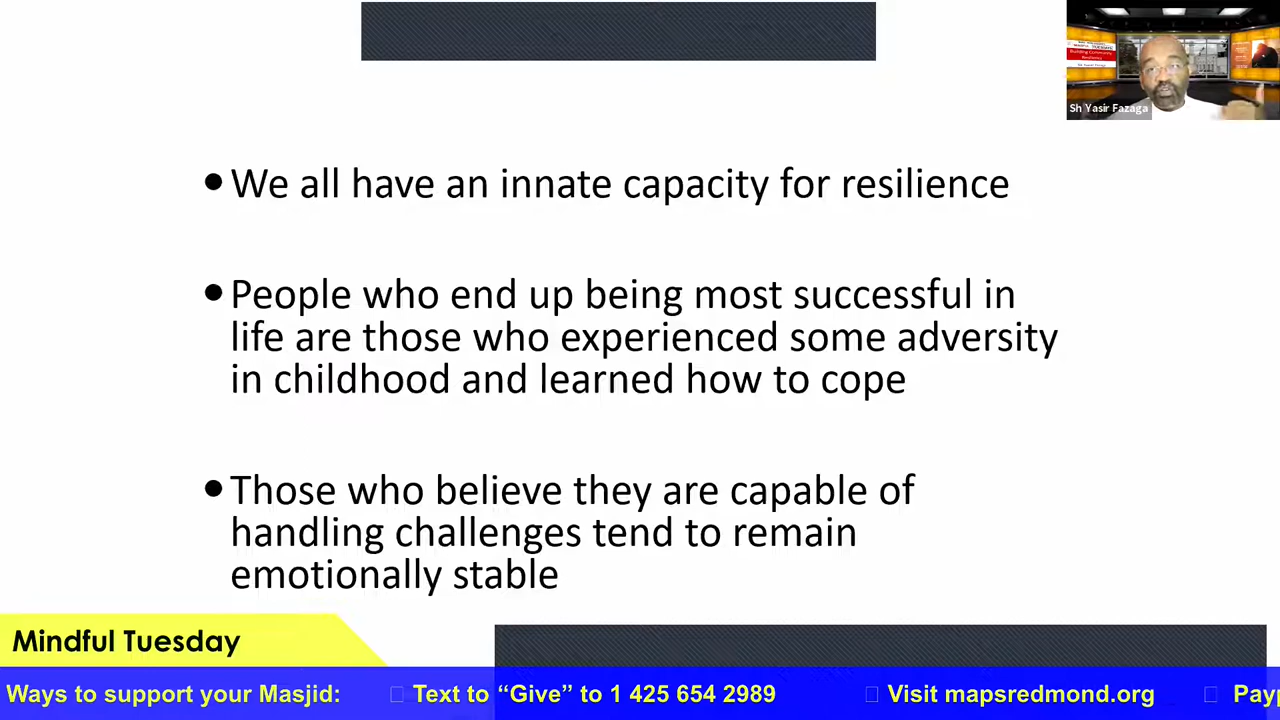 Sh Yasir Fazaga
• We all have an innate capacity for resilience
• People who end up being most successful in
life are those who experienced some adversity
in childhood and learned how to cope
• Those who believe they are capable of
handling challenges tend to remain
emotionally stable
Mindful Tuesday
Ways to support your Masjid: Text to “Give” to 1 425 654 2989 Visit mapsredmond.org